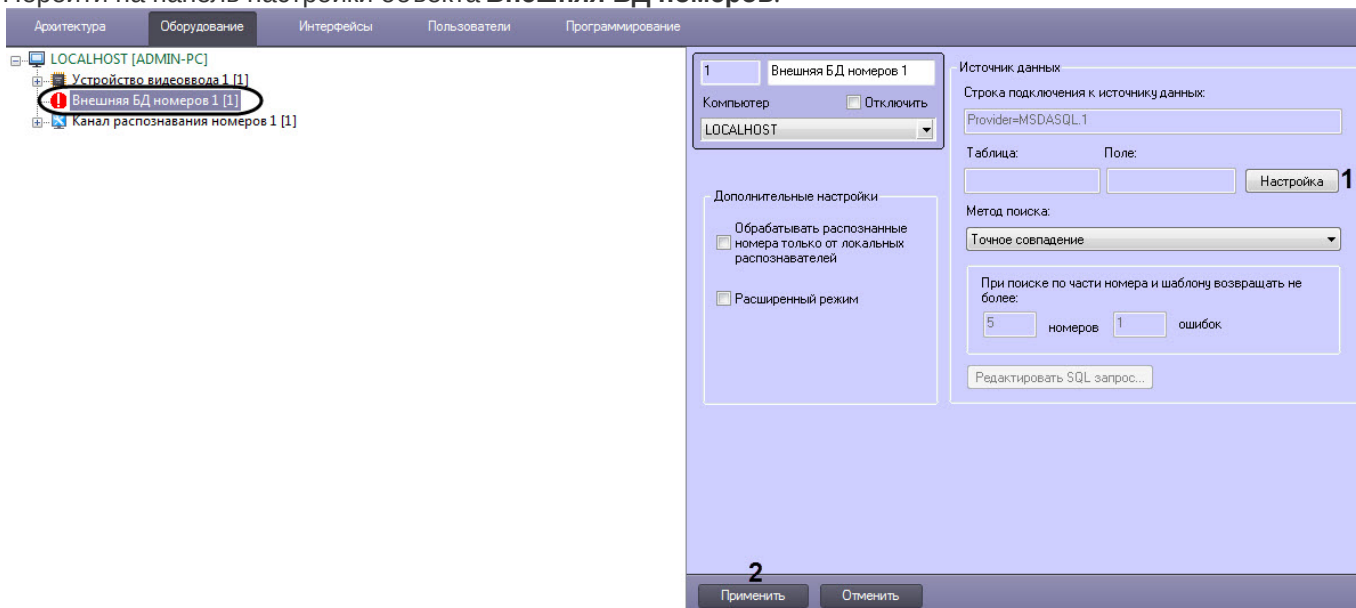 Перейти на панель настройки объекта Внешняя БД номеров.
Архитектура Оборудование Интерфейсы Пользователи Программирование
LOCALHOST [ADMIN-PC]
Устройство видеоввода 1 [1]
Внешняя БД номеров 1 [1]
Канал распознавания номеров 1 [1]
1 Внешняя БД номеров 1
Компьютер Отключить
LOCALHOST
Дополнительные настройки
Обрабатывать распознанные
номера только от локальных
распознавателей
Расширенный режим
Источник данных
Строка подключения к источнику данных:
Provider=MSDASQL.1
Таблица: Поле:
Настройка 1
Метод поиска:
Точное совпадение
При поиске по части номера и шаблону возвращать не
более:
5 номеров 1 ошибок
Редактировать SQL запрос...
2
Применить Отменить